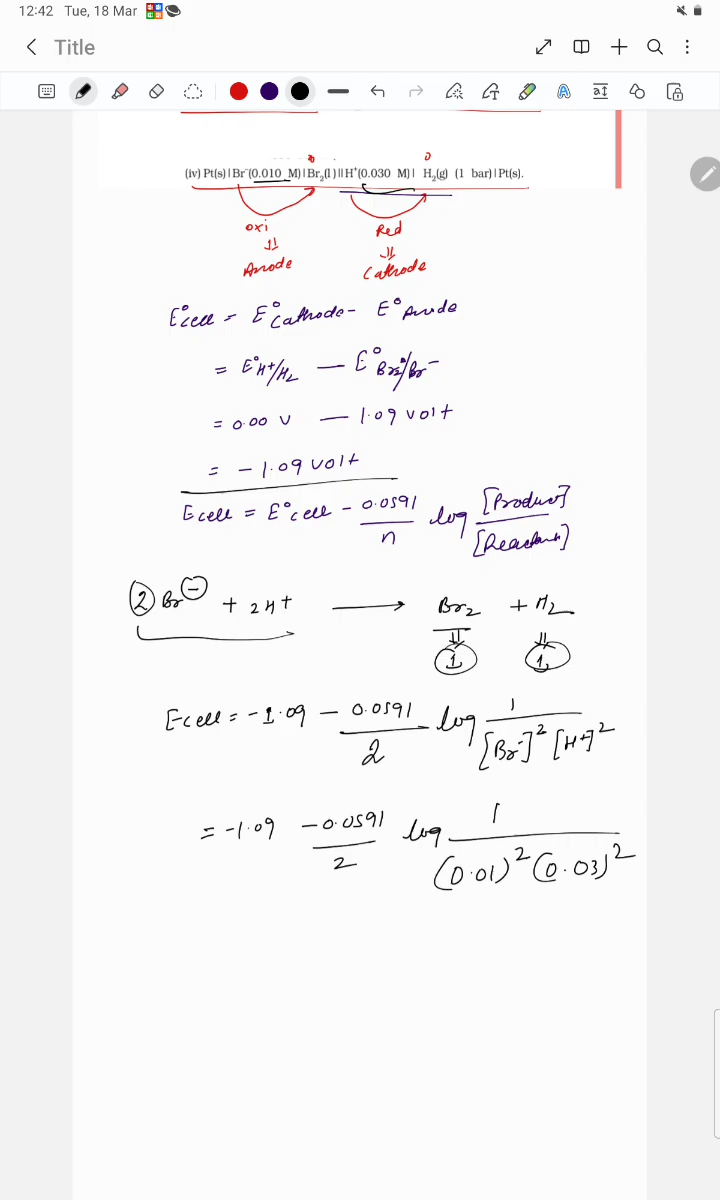 12:42 Tue, 18 Mar
Title
(iv) Pt(s) | Br⁻(0.010 M) | Br₂(l) || H⁺(0.030 M) | H₂(g) (1 bar) | Pt(s).
0 0
oxi Red
⇓ ⇓
Anode Cathode
E°cell = E°Cathode - E°Anode
= E°H+/H2 — E°Br2/Br-
= 0.00 V — 1.09 volt
= - 1.09 volt
Ecell = E°cell - 0.0591/n log [Product]/[Reactant]
2 Br⁻ + 2H+ ⟶ Br2 + H2
⇓ ⇓
1 1
Ecell = -1.09 - 0.0591/2 log 1/[Br-]² [H+]²
= -1.09 - 0.0591/2 log 1/(0.01)² (0.03)²